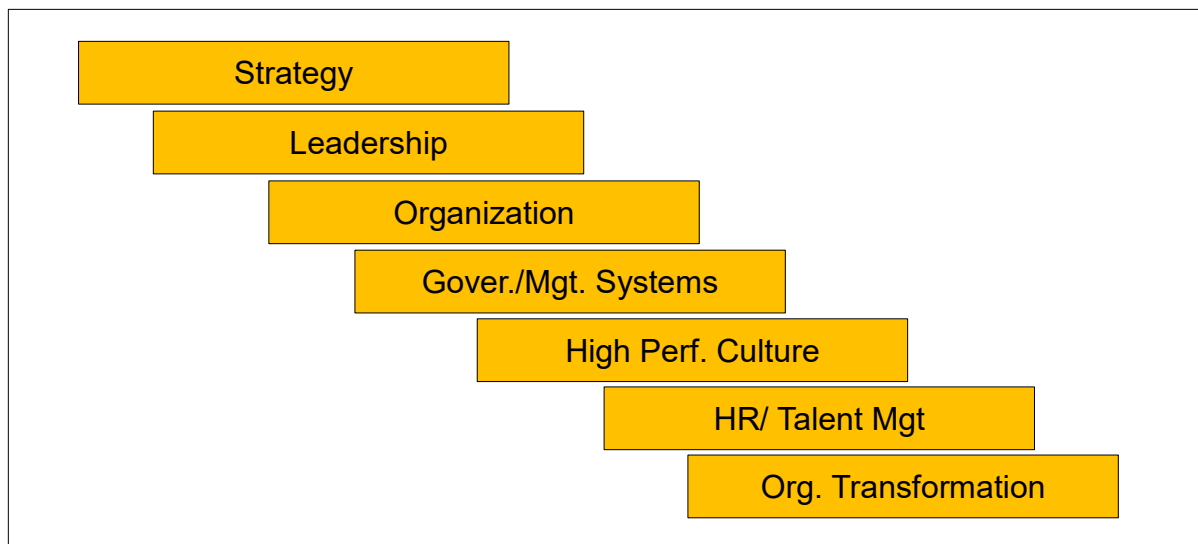 Strategy
Leadership
Organization
Gover./Mgt. Systems
High Perf. Culture
HR/ Talent Mgt
Org. Transformation